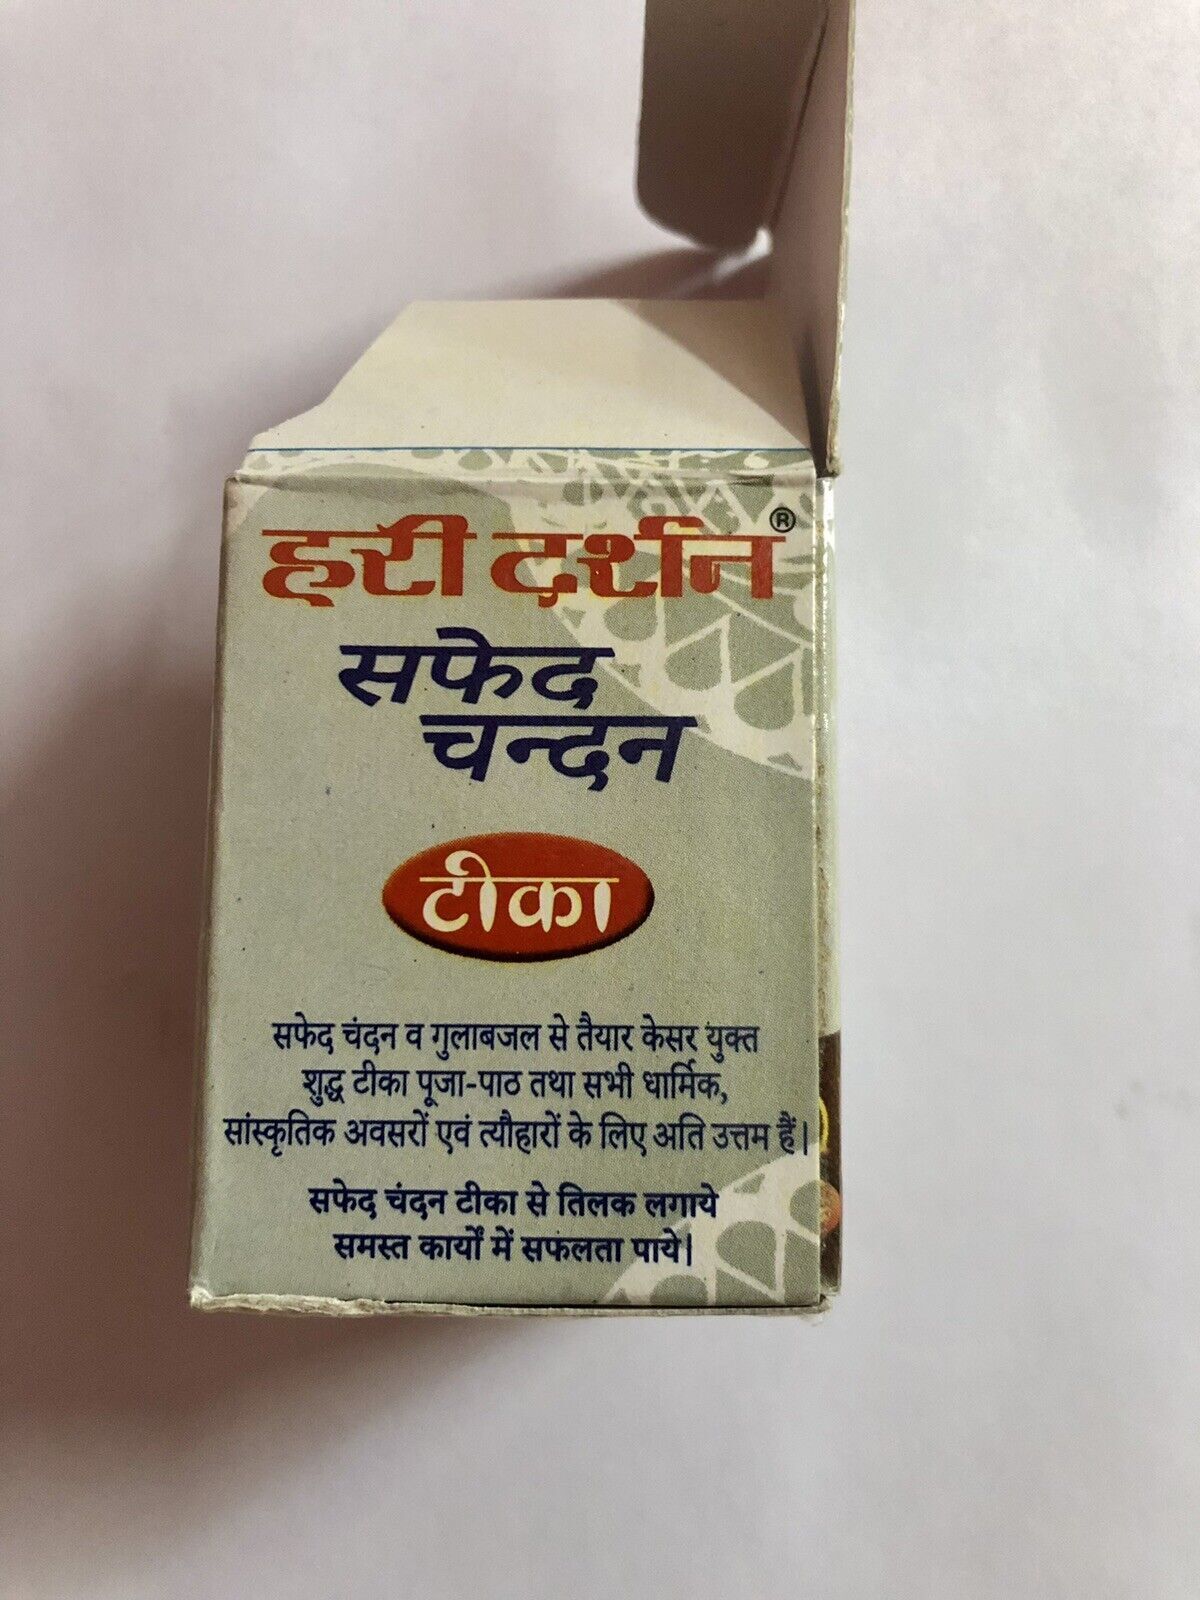 हरी दर्शन ®
सफेद
चन्दन
टीका
सफेद चंदन व गुलाबजल से तैयार केसर युक्त
शुद्ध टीका पूजा-पाठ तथा सभी धार्मिक,
सांस्कृतिक अवसरों एवं त्यौहारों के लिए अति उत्तम हैं।
सफेद चंदन टीका से तिलक लगाये
समस्त कार्यों में सफलता पाये।